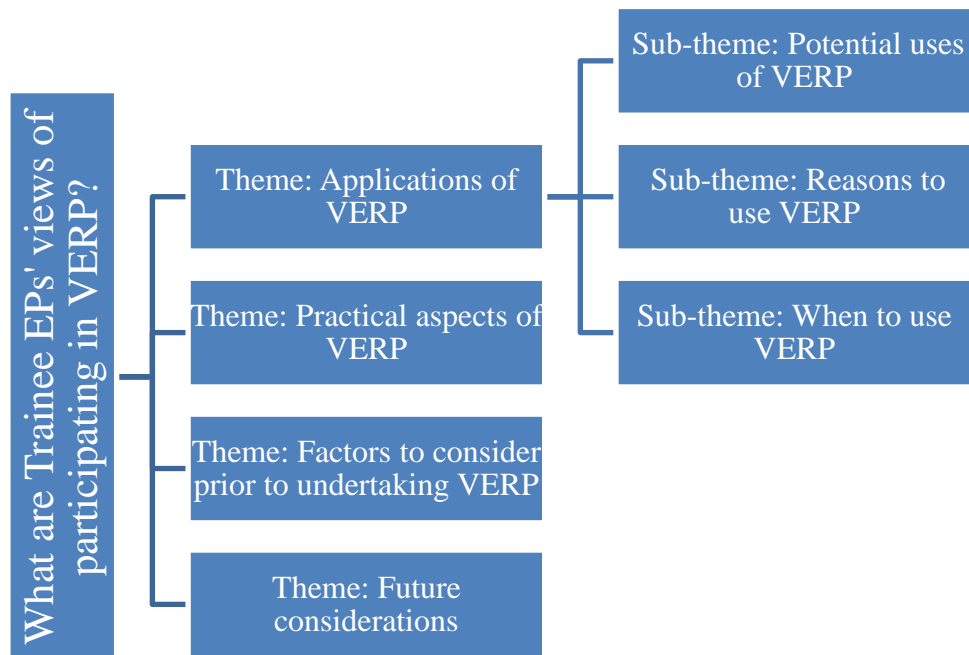 What are Trainee EPs' views of
participating in VERP?
Theme: Applications of
VERP
Sub-theme: Potential uses
of VERP
Sub-theme: Reasons to
use VERP
Sub-theme: When to use
VERP
Theme: Practical aspects of
VERP
Theme: Factors to consider
prior to undertaking VERP
Theme: Future
considerations